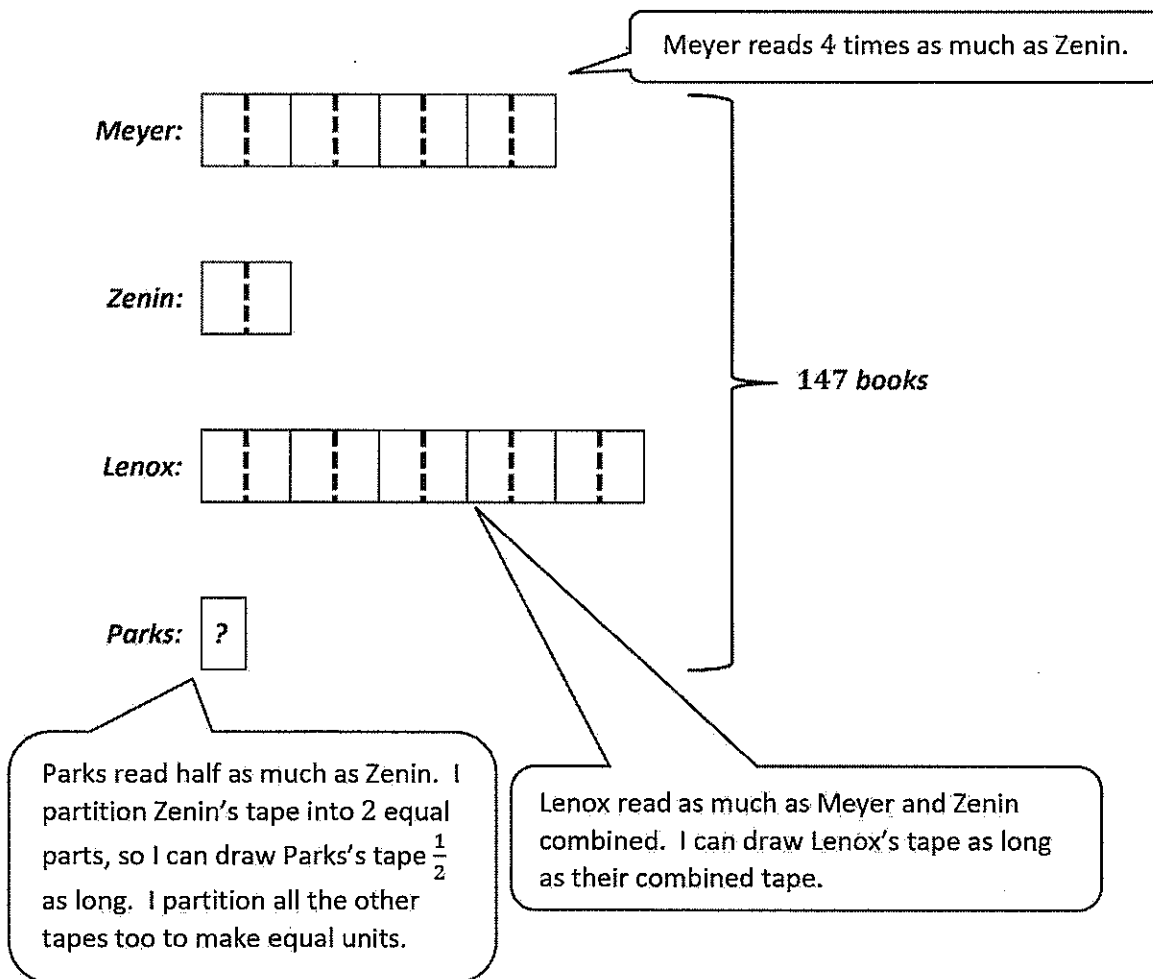 Meyer reads 4 times as much as Zenin.
Meyer:
Zenin:
147 books
Lenox:
Parks: ?
Parks read half as much as Zenin. I
partition Zenin's tape into 2 equal
parts, so I can draw Parks's tape 1/2
as long. I partition all the other
tapes too to make equal units.
Lenox read as much as Meyer and Zenin
combined. I can draw Lenox's tape as long
as their combined tape.